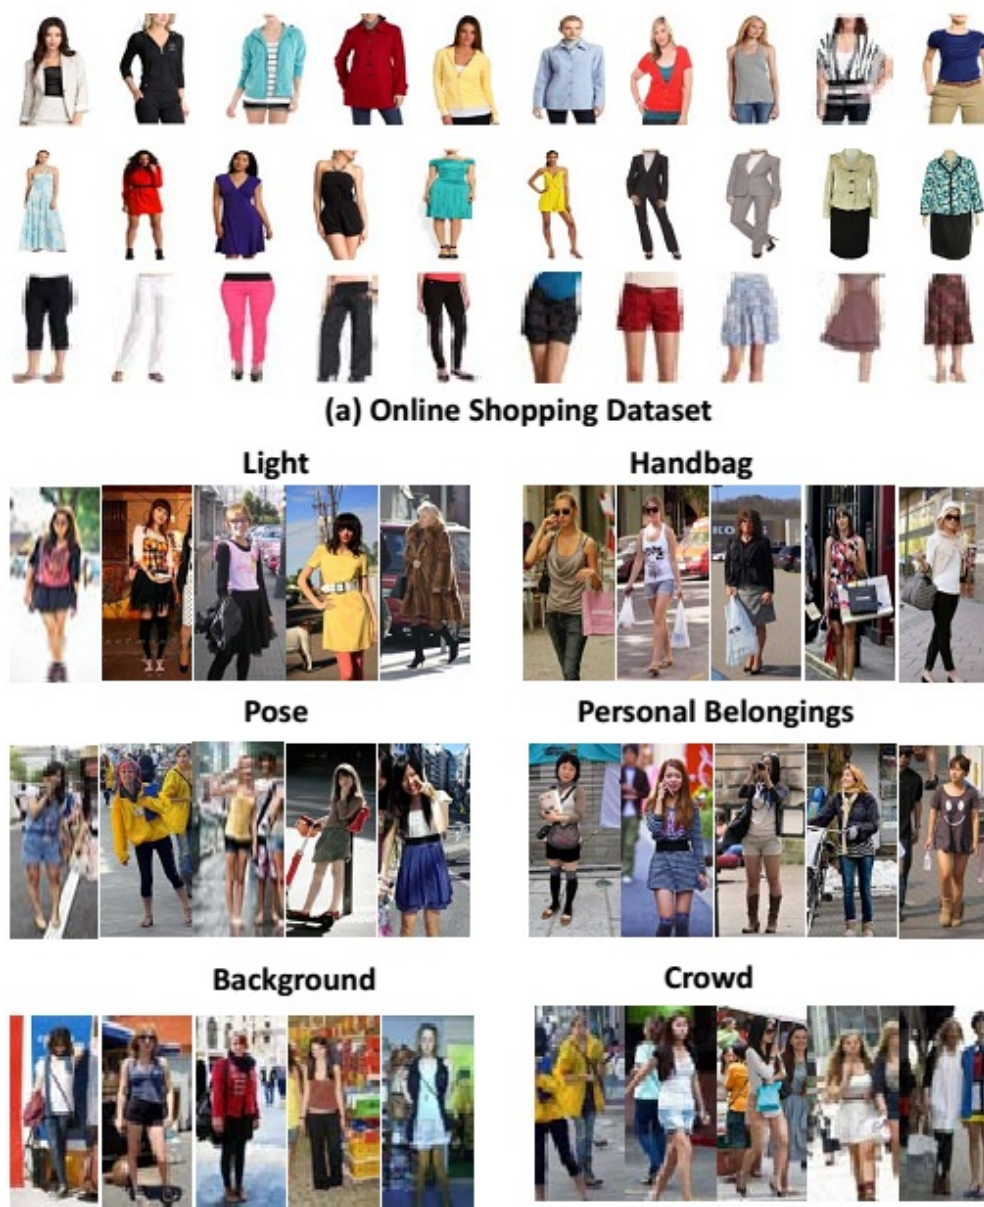 (a) Online Shopping Dataset
Light
Handbag
Pose
Personal Belongings
Background
Crowd